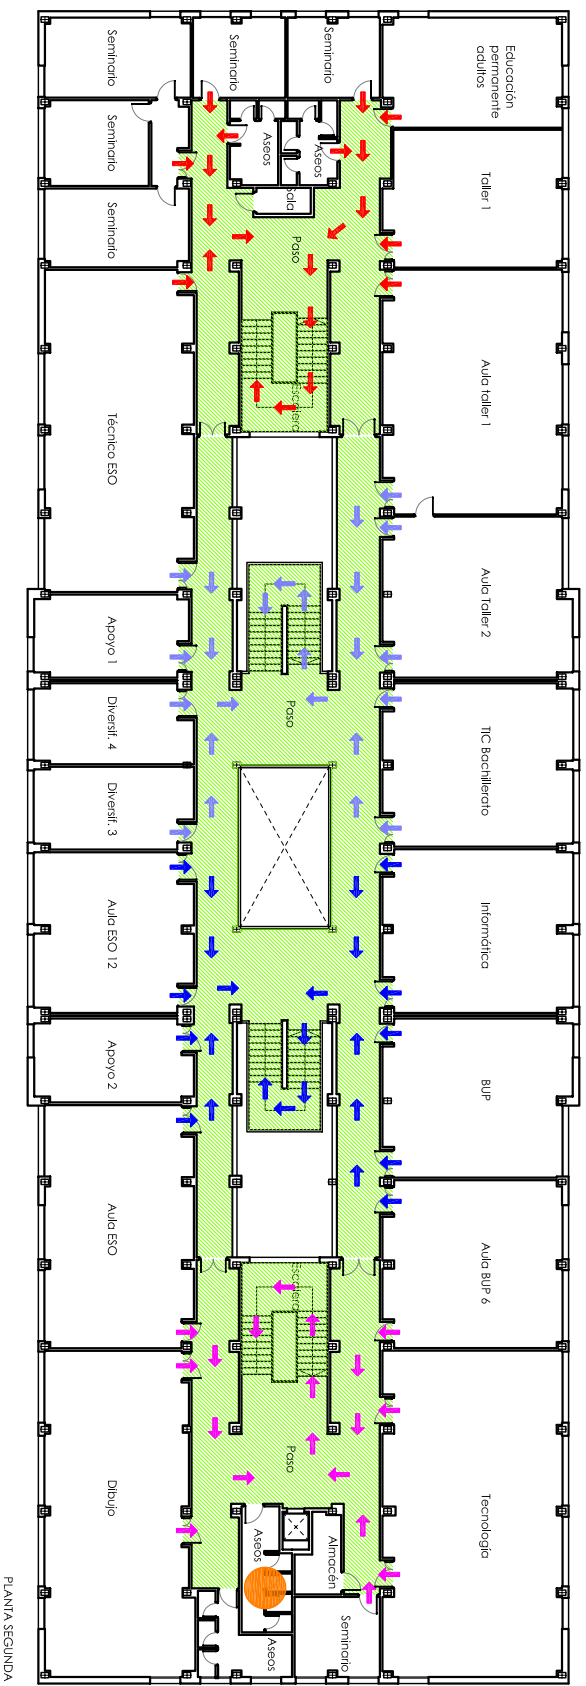 Seminario
Seminario
Seminario
Educación
permanente
adultos
Seminario
Aseos
Aseos
Taller 1
Seminario
Sala
Paso
Aula taller 1
Escalera
Técnico ESO
Aula Taller 2
Apoyo 1
Diversif. 4
Paso
TIC Bachillerato
Diversif. 3
Aula ESO 12
Informática
Apoyo 2
BUP
Aula ESO
Escalera
Aula BUP 6
Dibujo
Paso
Tecnología
Aseos
Almacén
Aseos
Seminario
PLANTA SEGUNDA